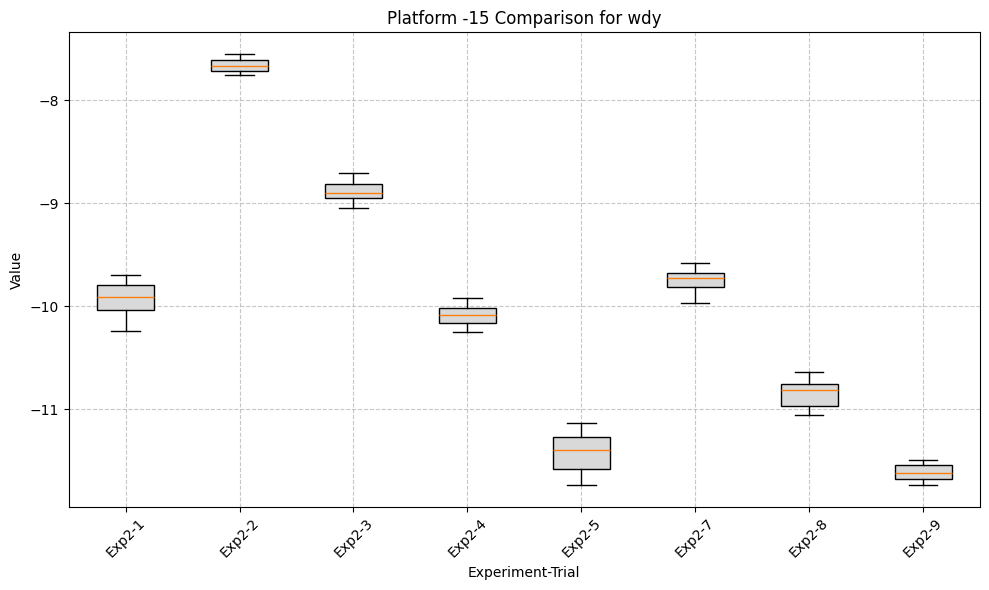 Platform -15 Comparison for wdy
Value
−8
−9
−10
−11
Exp2-1
Exp2-2
Exp2-3
Exp2-4
Exp2-5
Exp2-7
Exp2-8
Exp2-9
Experiment-Trial